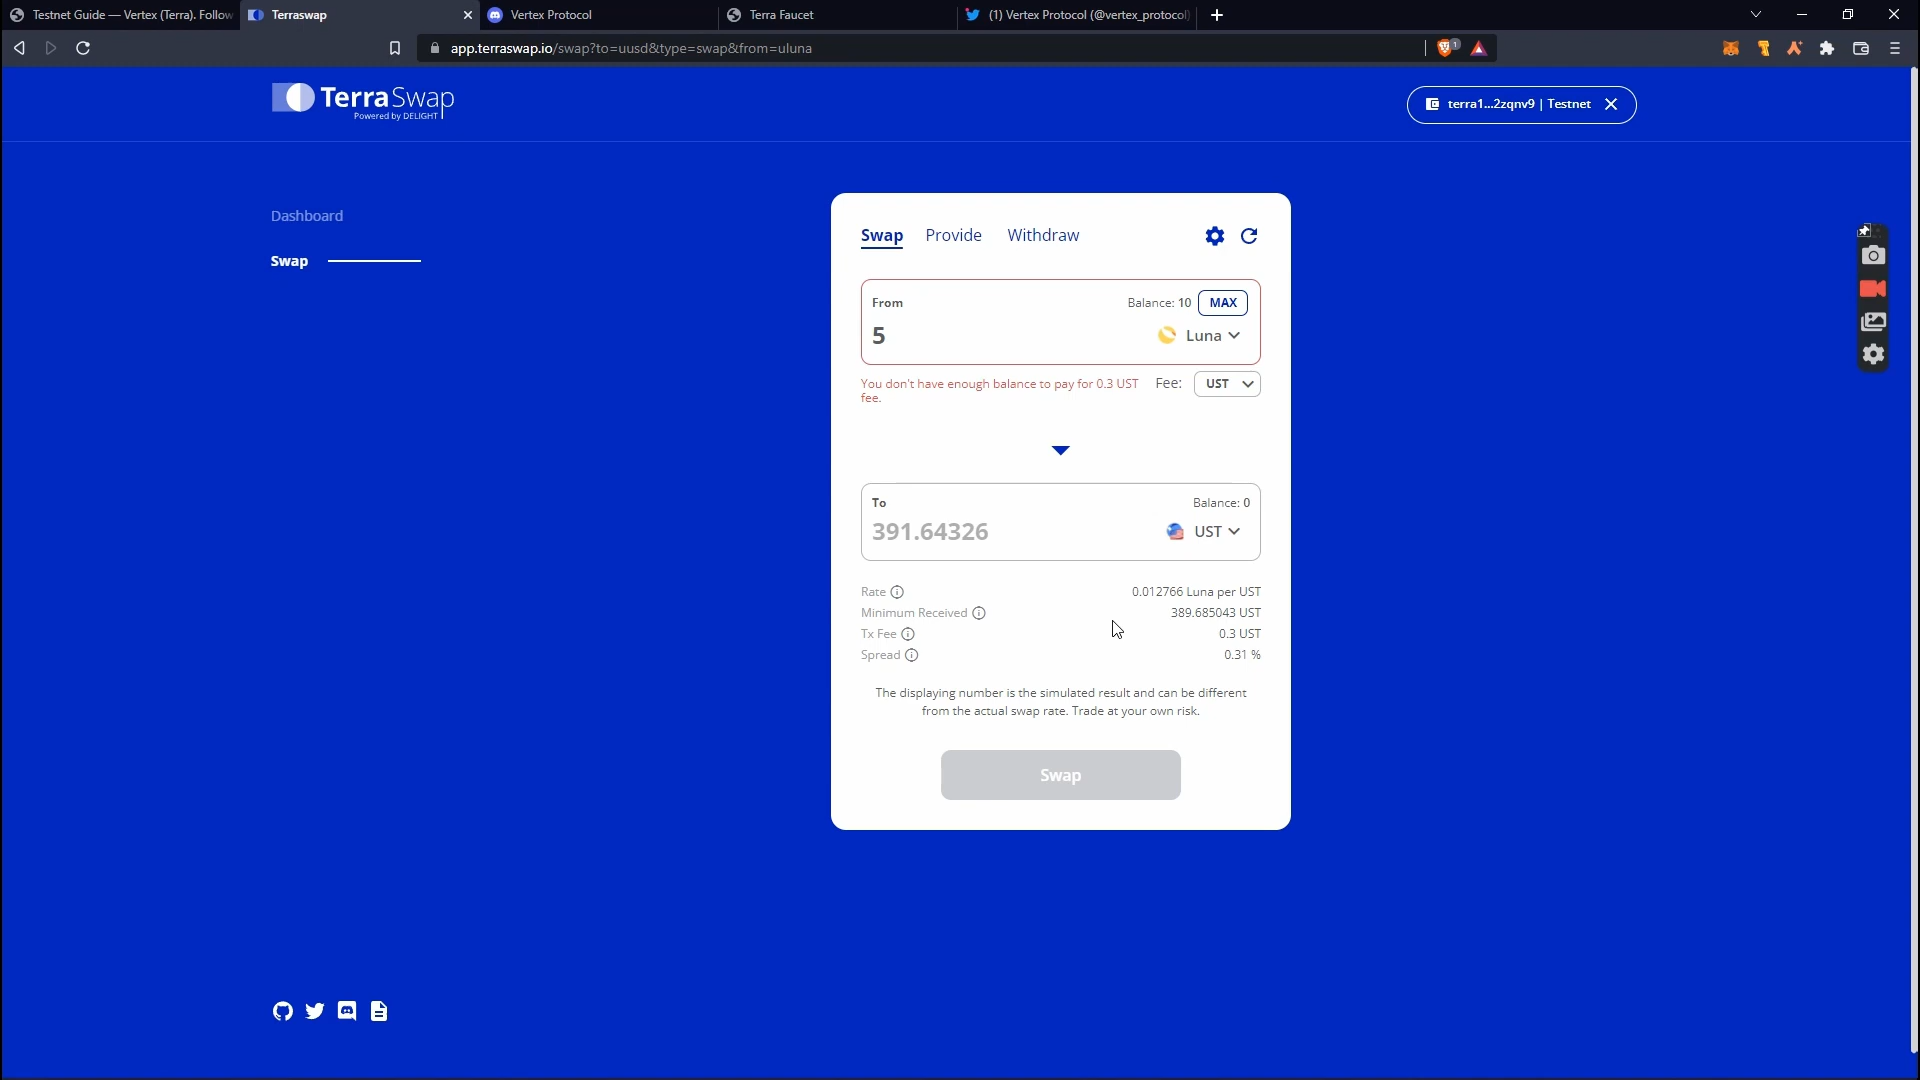 Testnet Guide — Vertex (Terra). Follow
Terraswap
Vertex Protocol
Terra Faucet
(1) Vertex Protocol (@vertex_protocol)
app.terraswap.io/swap?to=uusd&type=swap&from=uluna
1
TerraSwap
Powered by DELIGHT
terra1...2zqnv9 | Testnet
Dashboard
Swap
Swap Provide Withdraw
From Balance: 10 MAX
5 Luna
You don't have enough balance to pay for 0.3 UST
fee.
Fee: UST
To Balance: 0
391.64326 UST
Rate 0.012766 Luna per UST
Minimum Received 389.685043 UST
Tx Fee 0.3 UST
Spread 0.31 %
The displaying number is the simulated result and can be different
from the actual swap rate. Trade at your own risk.
Swap